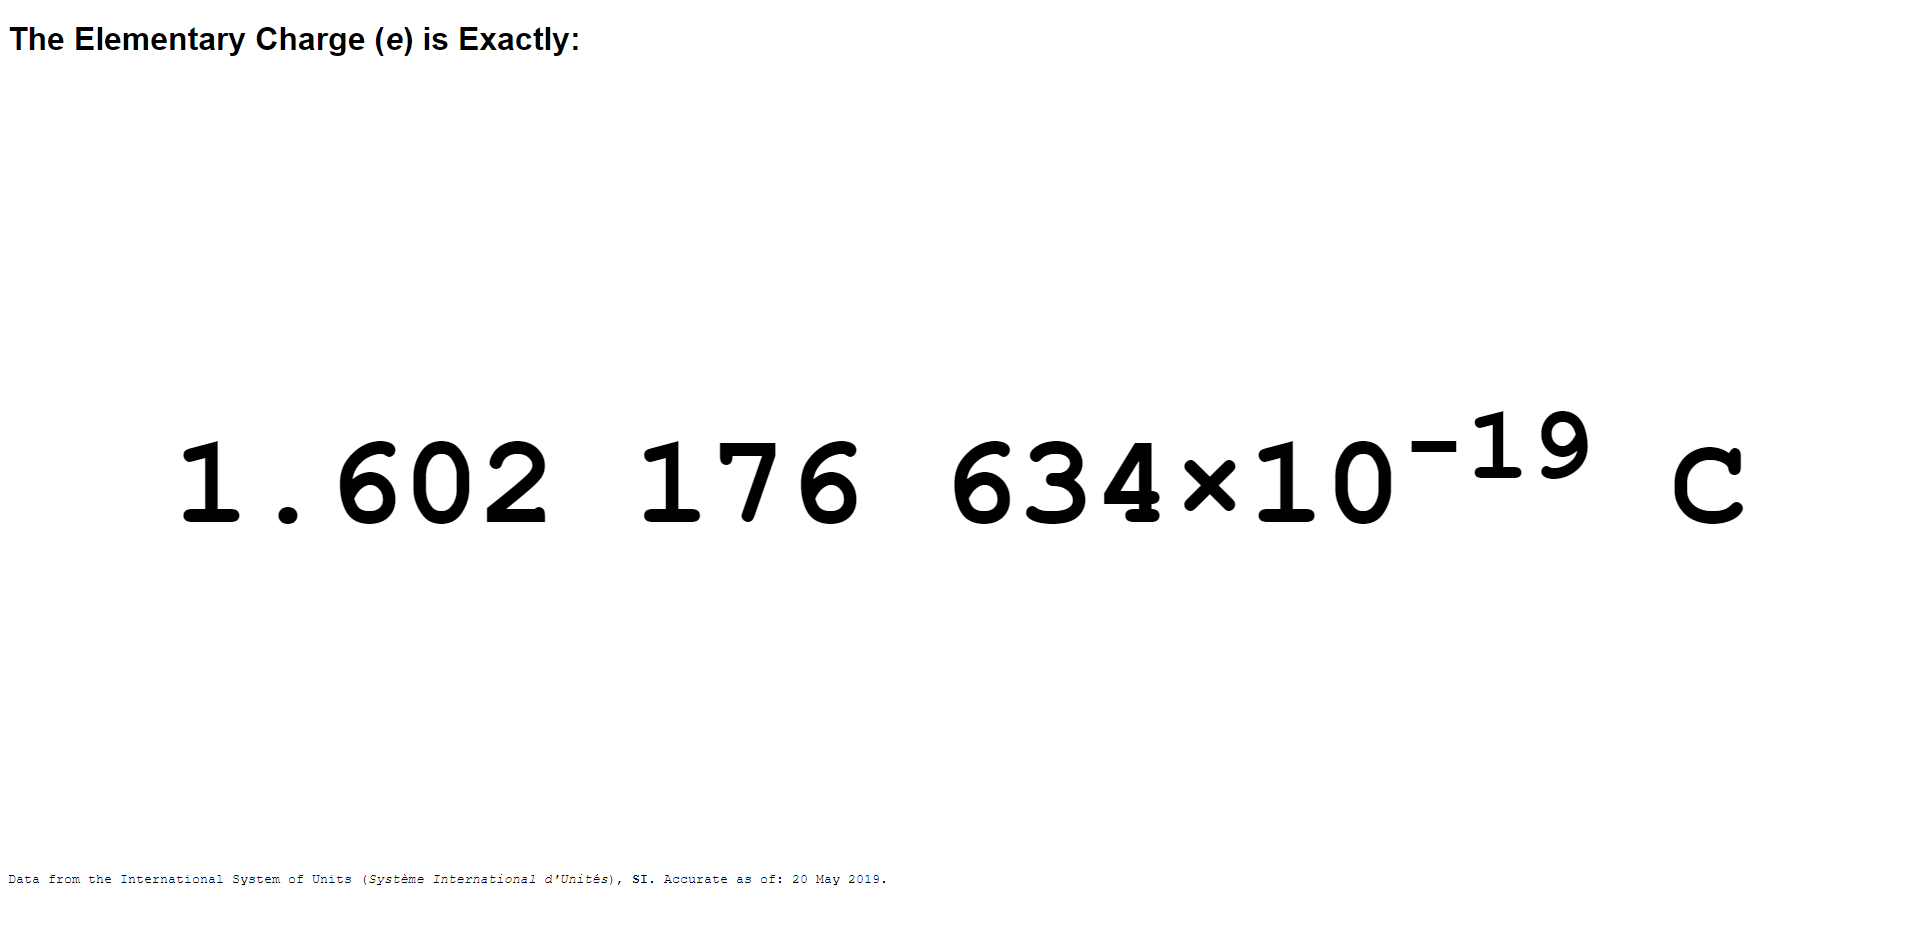 The Elementary Charge (e) is Exactly:
1.602 176 634×10⁻¹⁹ C
Data from the International System of Units (Système International d'Unités), SI. Accurate as of: 20 May 2019.